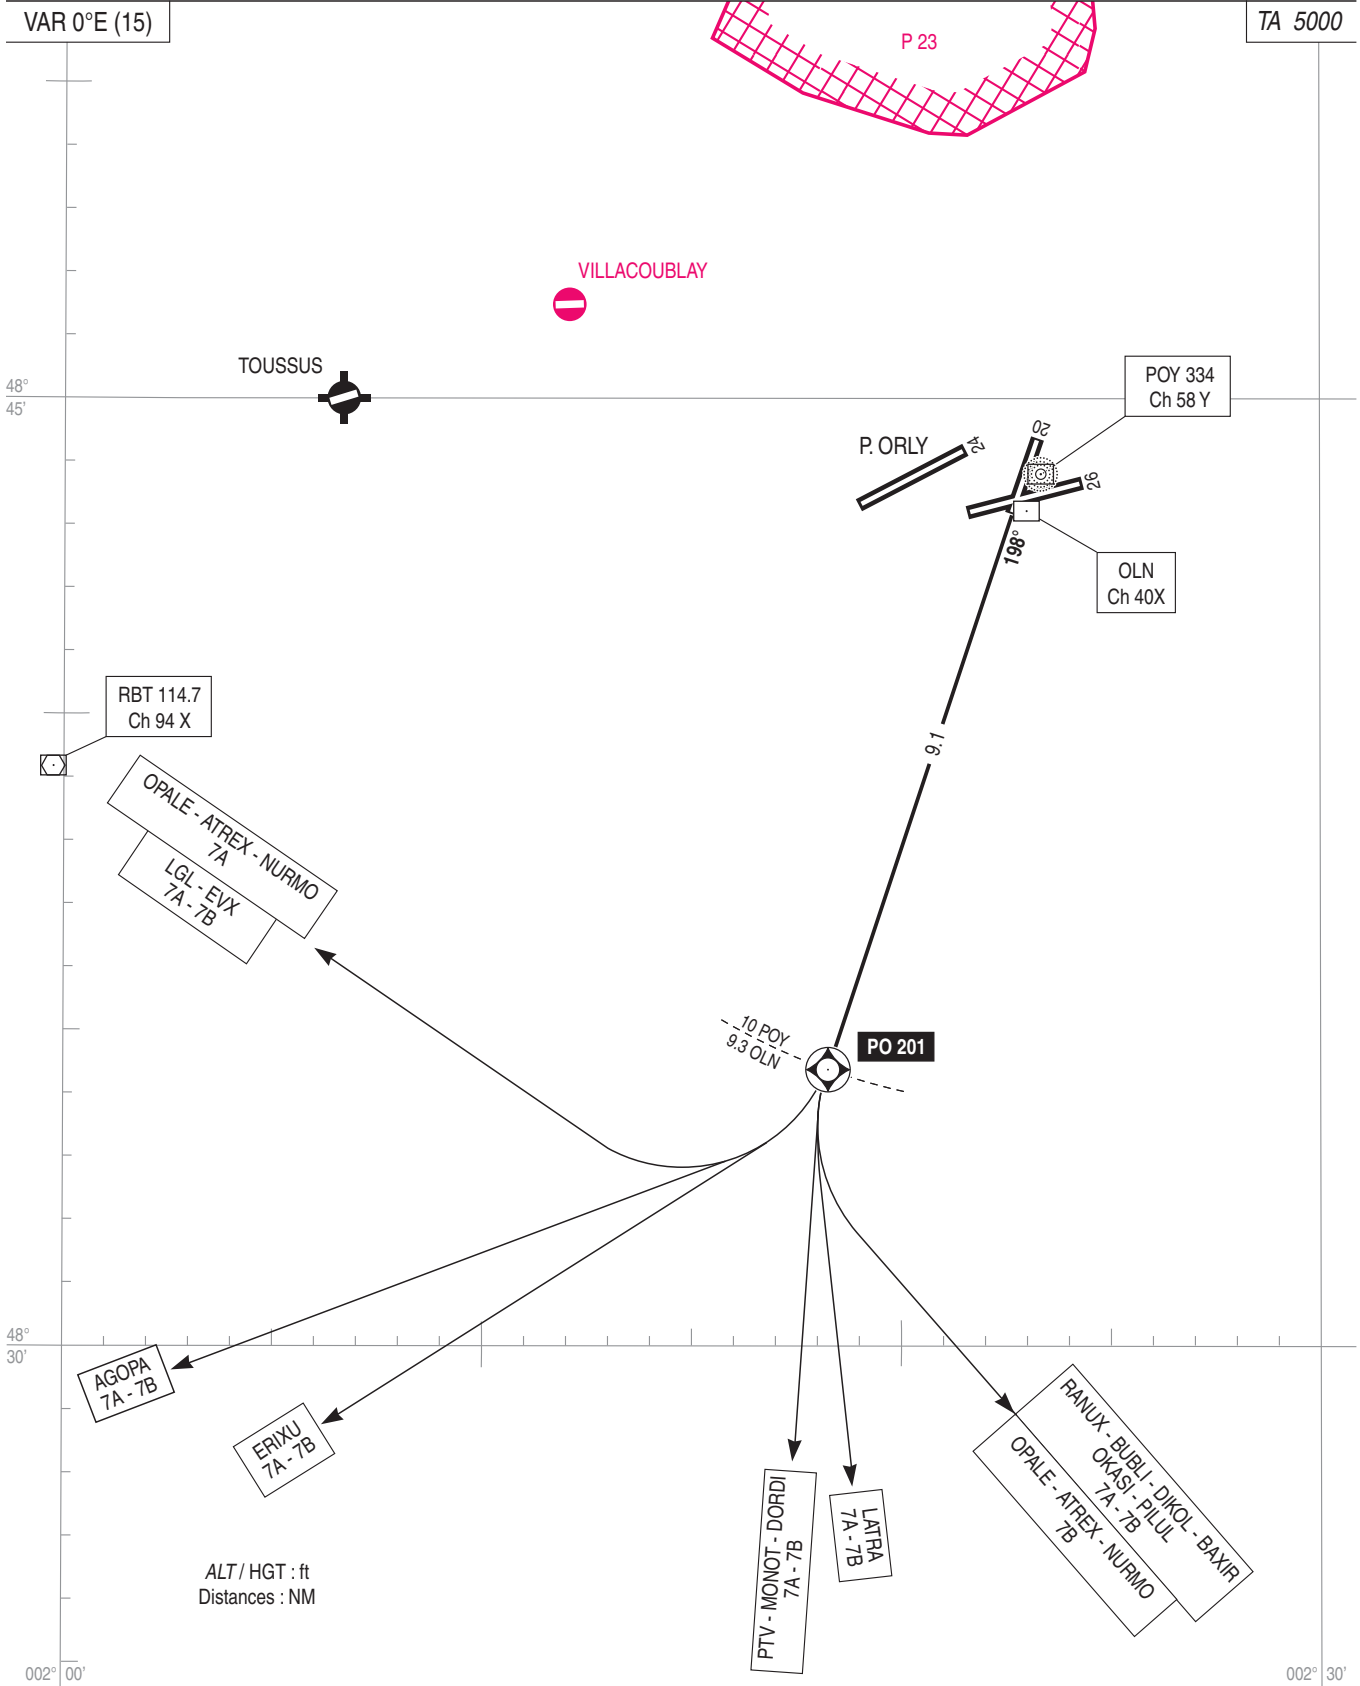 VAR 0°E (15)
TA 5000
P 23
VILLACOUBLAY
TOUSSUS
48°
45'
POY 334
Ch 58 Y
P. ORLY
24
20
26
198°
OLN
Ch 40X
9.1
RBT 114.7
Ch 94 X
OPALE - ATREX - NURMO
7A
LGL - EVX
7A - 7B
10 POY
9.3 OLN
PO 201
48°
30'
AGOPA
7A - 7B
ERIXU
7A - 7B
PTV - MONOT - DORDI
7A - 7B
LATRA
7A - 7B
RANUX - BUBLI - DIKOL - BAXIR
OKASI - PILUL
7A - 7B
OPALE - ATREX - NURMO
7B
ALT / HGT : ft
Distances : NM
002° 00'
002° 30'